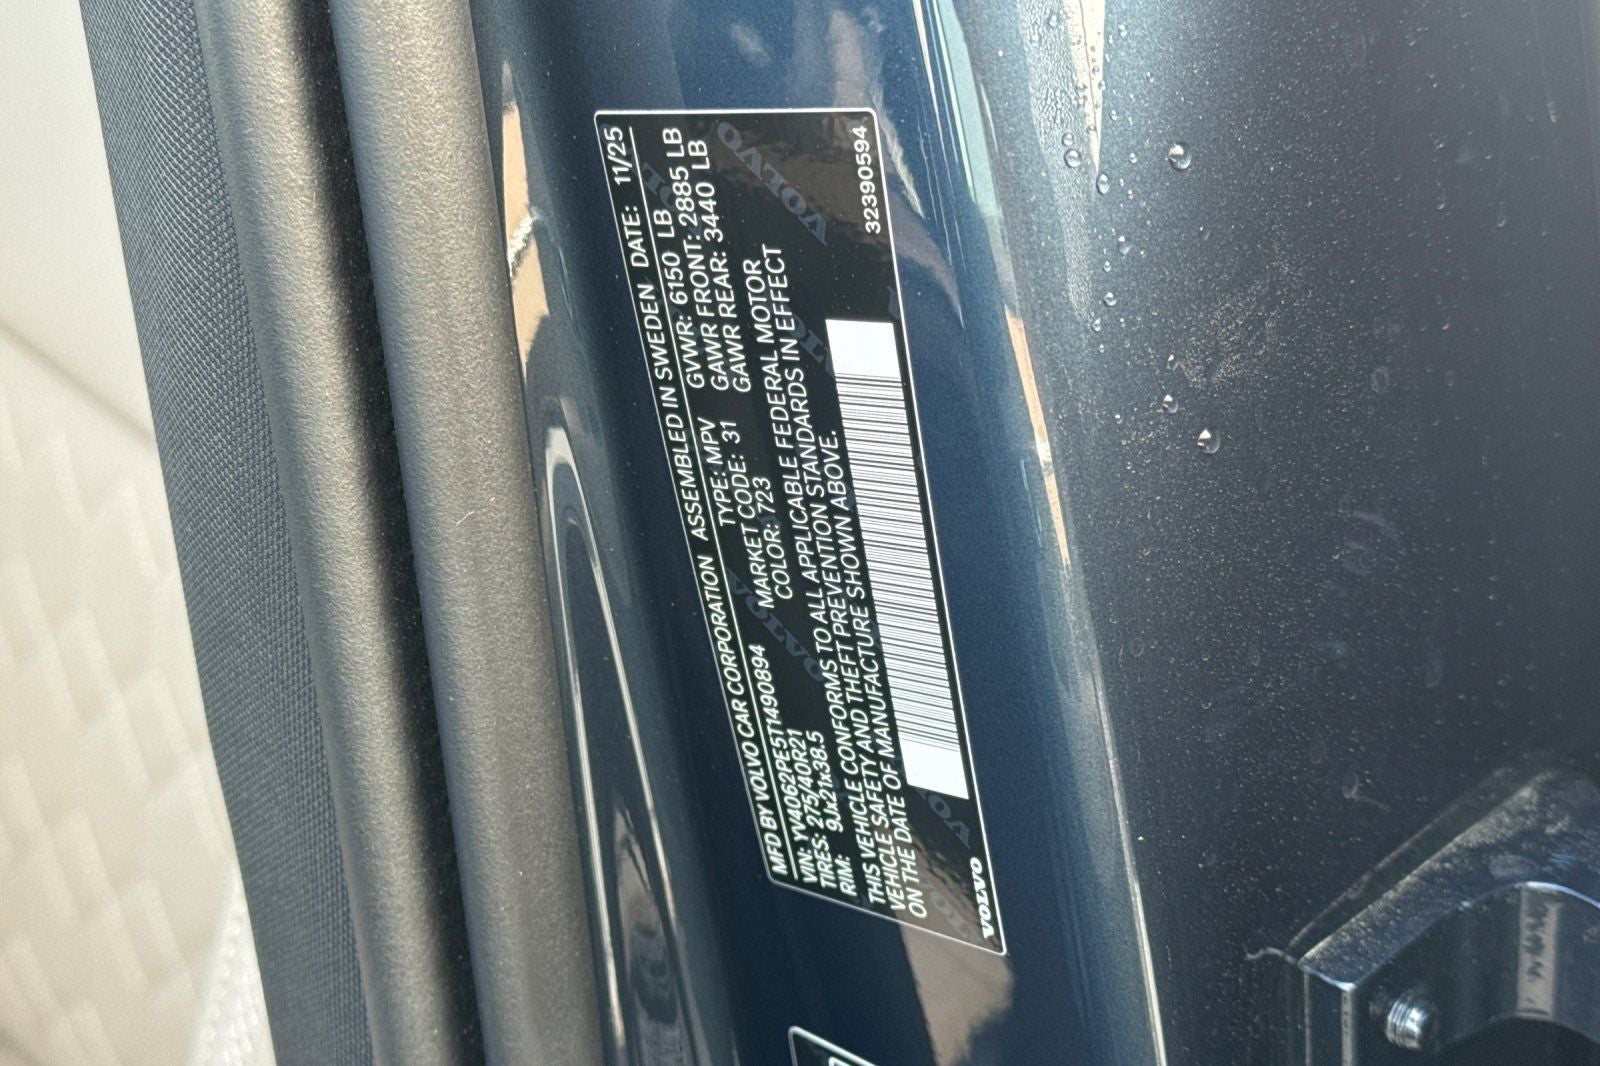 MFD BY VOLVO CAR CORPORATION ASSEMBLED IN SWEDEN DATE: 11/25
VIN: YV4062PE5T1490894 TYPE: MPV GVWR: 6150 LB
TIRES: 275/40R21 MARKET CODE: 31 GAWR FRONT: 2885 LB
RIM: 9Jx21x38.5 COLOR: 723 GAWR REAR: 3440 LB
THIS VEHICLE CONFORMS TO ALL APPLICABLE FEDERAL MOTOR
VEHICLE SAFETY AND THEFT PREVENTION STANDARDS IN EFFECT
ON THE DATE OF MANUFACTURE SHOWN ABOVE.
VOLVO 32390594
VOLVO
VOLVO
VOLVO